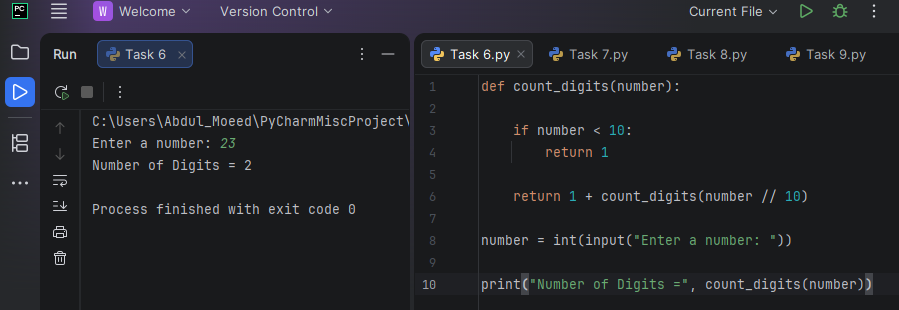 PC W Welcome Version Control Current File
Run Task 6 Task 6.py Task 7.py Task 8.py Task 9.py
C:\Users\Abdul_Moeed\PyCharmMiscProject\
Enter a number: 23
Number of Digits = 2
Process finished with exit code 0
1 def count_digits(number):
2
3 if number < 10:
4 return 1
5
6 return 1 + count_digits(number // 10)
7
8 number = int(input("Enter a number: "))
9
10 print("Number of Digits =", count_digits(number))